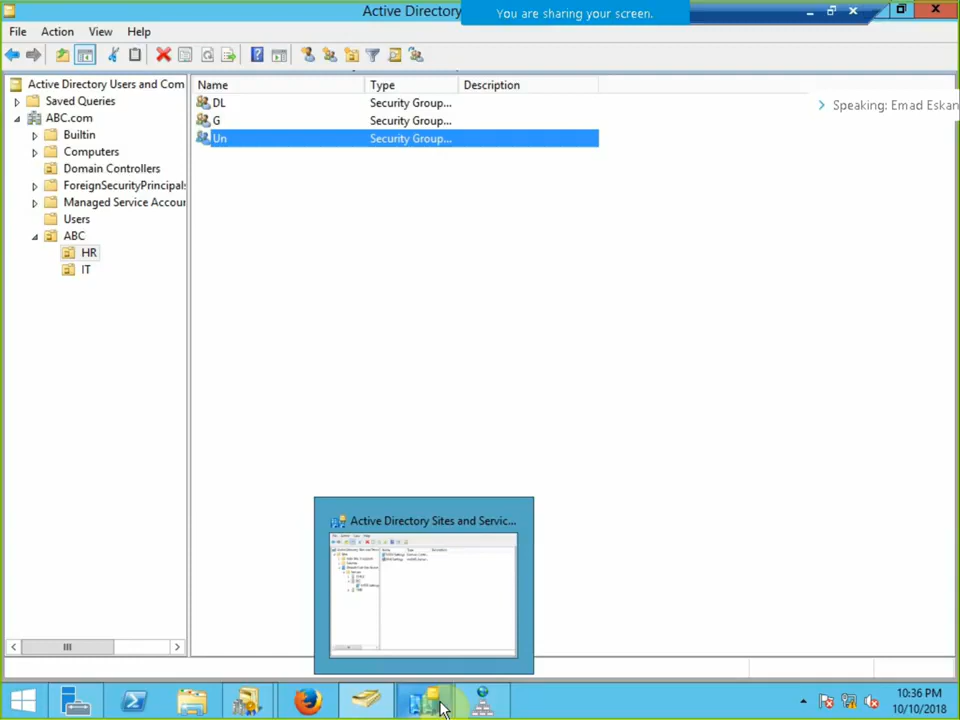 Active Directory
You are sharing your screen.
File Action View Help
Active Directory Users and Com
Saved Queries
ABC.com
Builtin
Computers
Domain Controllers
ForeignSecurityPrincipals
Managed Service Accour
Users
ABC
HR
IT
Name Type Description
DL Security Group...
G Security Group...
Un Security Group...
Speaking: Emad Eskan
Active Directory Sites and Servic...
10:36 PM
10/10/2018